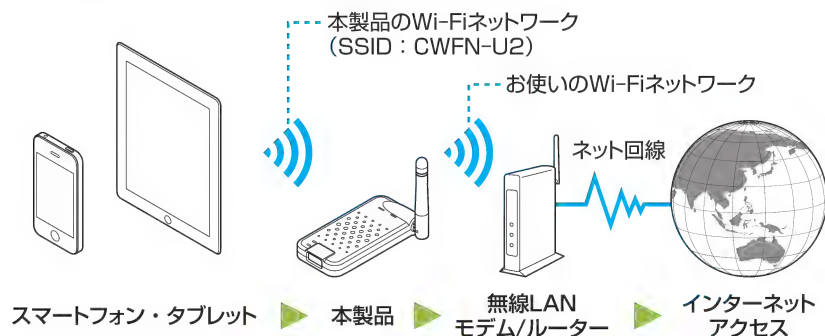 本製品のWi-Fiネットワーク
（SSID：CWFN-U2）
お使いのWi-Fiネットワーク
ネット回線
スマートフォン・タブレット
本製品
無線LAN
モデム/ルーター
インターネット
アクセス